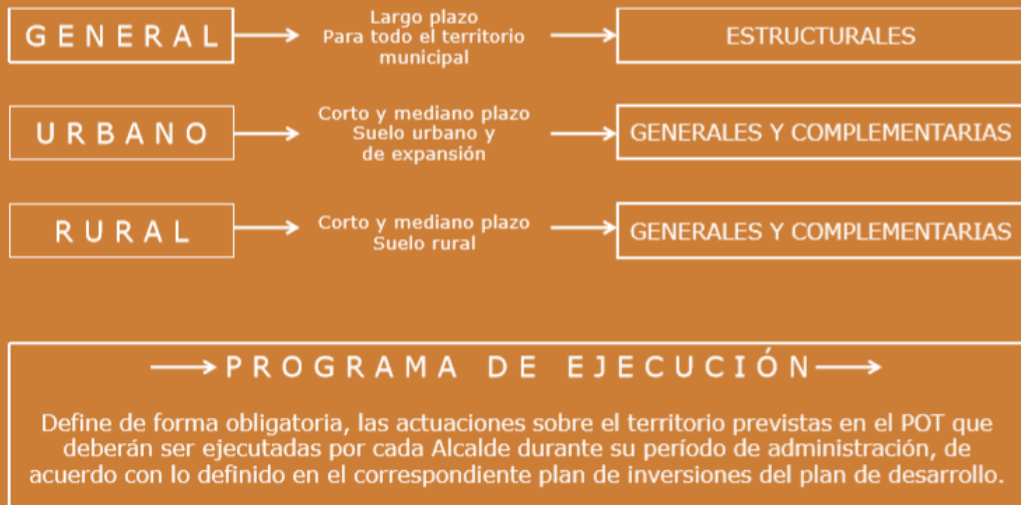 GENERAL
Largo plazo
Para todo el territorio
municipal
ESTRUCTURALES
URBANO
Corto y mediano plazo
Suelo urbano y
de expansión
GENERALES Y COMPLEMENTARIAS
RURAL
Corto y mediano plazo
Suelo rural
GENERALES Y COMPLEMENTARIAS
PROGRAMA DE EJECUCIÓN
Define de forma obligatoria, las actuaciones sobre el territorio previstas en el POT que
deberán ser ejecutadas por cada Alcalde durante su período de administración, de
acuerdo con lo definido en el correspondiente plan de inversiones del plan de desarrollo.